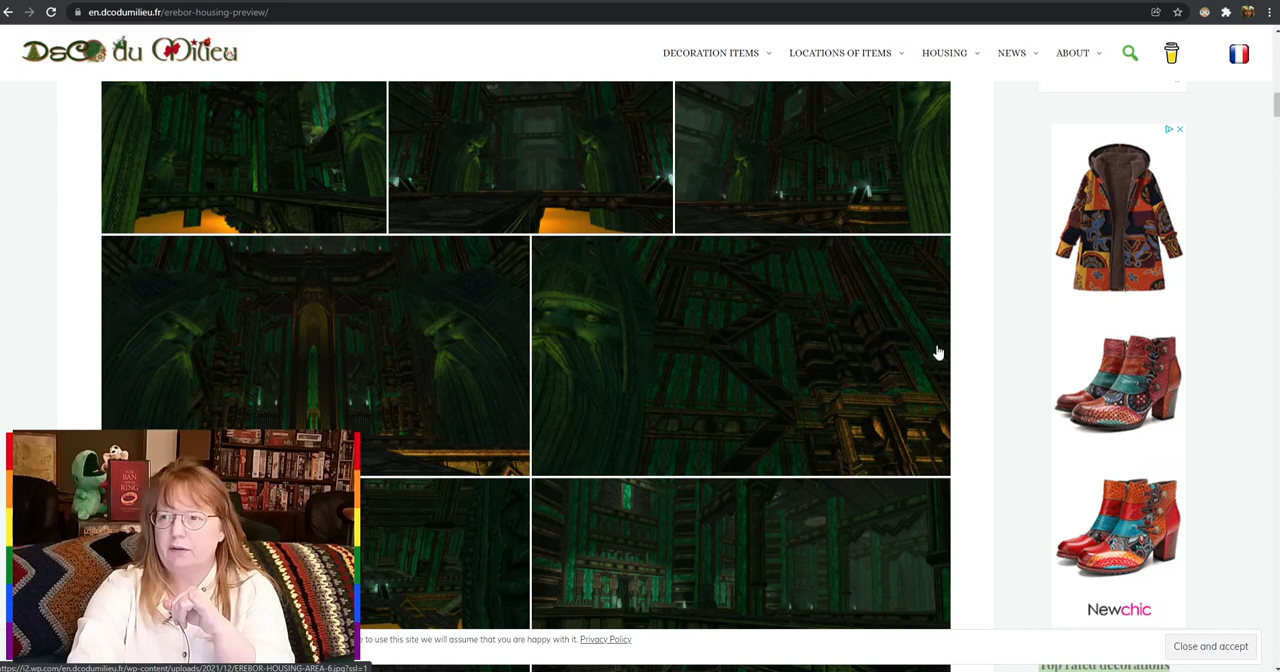 en.dcodumilieu.fr/erebor-housing-preview/
DÉCO du Milieu
DECORATION ITEMS
LOCATIONS OF ITEMS
HOUSING
NEWS
ABOUT
BAN
RING
e to use this site we will assume that you are happy with it. Privacy Policy
Close and accept
Newchic
Top rated decorations
https://i2.wp.com/en.dcodumilieu.fr/wp-content/uploads/2021/12/EREBOR-HOUSING-AREA-6.jpg?ssl=1